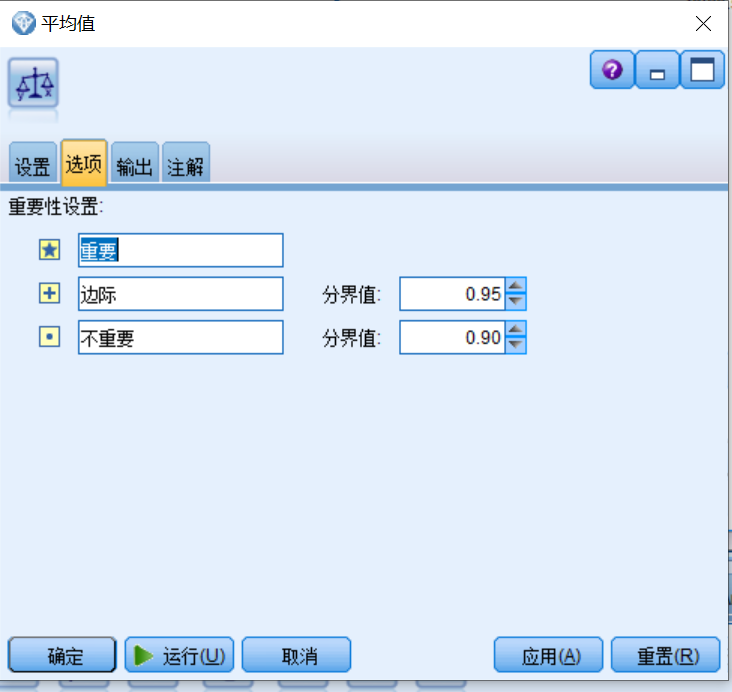 平均值
设置 选项 输出 注解
重要性设置:
重要
边际 分界值: 0.95
不重要 分界值: 0.90
确定 运行(U) 取消 应用(A) 重置(R)